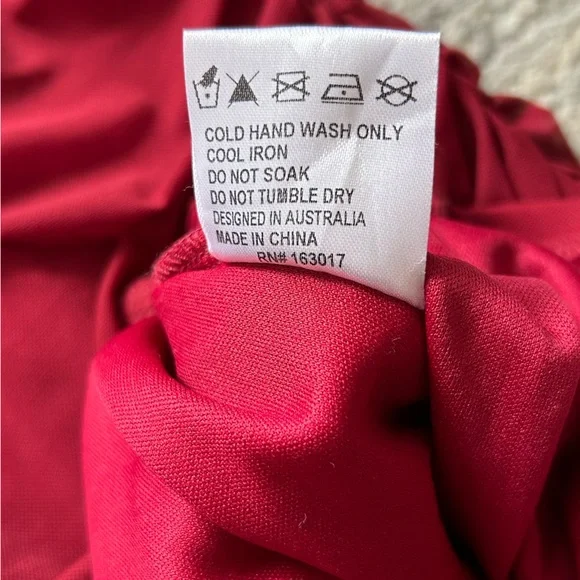 COLD HAND WASH ONLY
COOL IRON
DO NOT SOAK
DO NOT TUMBLE DRY
DESIGNED IN AUSTRALIA
MADE IN CHINA
RN# 163017